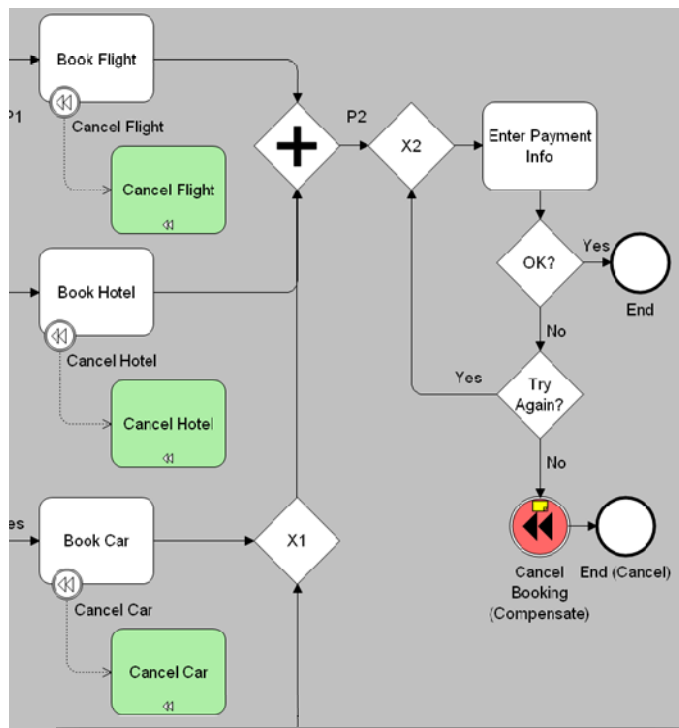 Book Flight
P1
Cancel Flight
Cancel Flight
P2
X2
Enter Payment
Info
OK?
Yes
End
No
Book Hotel
Cancel Hotel
Cancel Hotel
Yes
Try
Again?
No
Book Car
Cancel Car
Cancel Car
X1
Cancel
Booking
(Compensate)
End (Cancel)